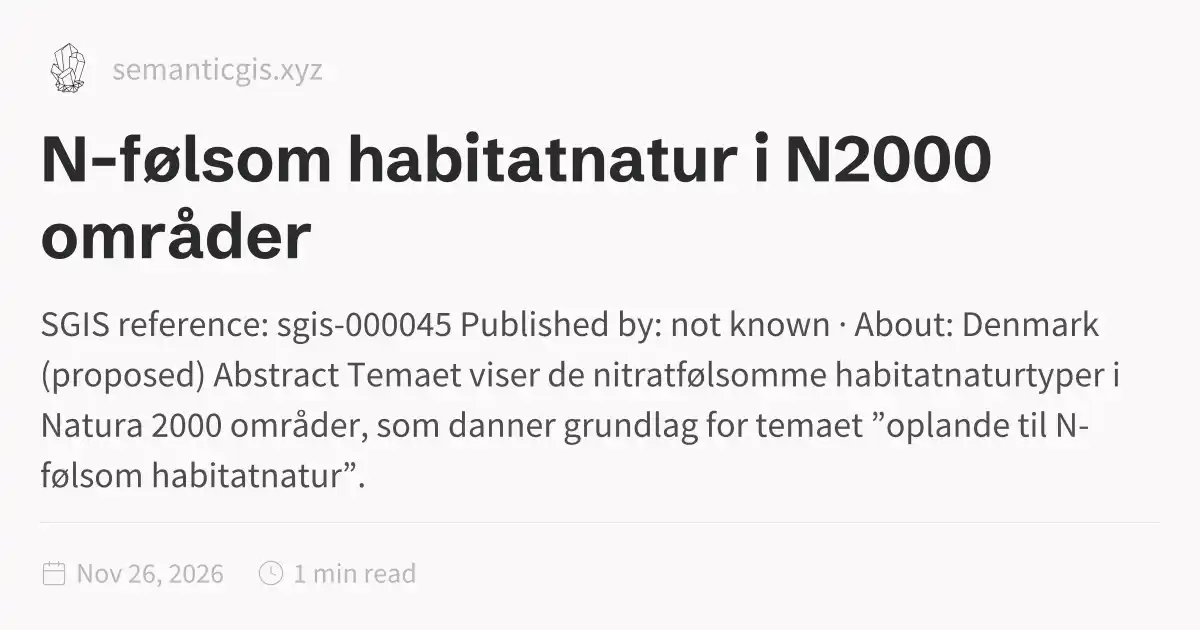 semanticgis.xyz
N-følsom habitatnatur i N2000
områder
SGIS reference: sgis-000045 Published by: not known · About: Denmark
(proposed) Abstract Temaet viser de nitratfølsomme habitatnaturtyper i
Natura 2000 områder, som danner grundlag for temaet ”oplande til N-
følsom habitatnatur”.
Nov 26, 2026 1 min read